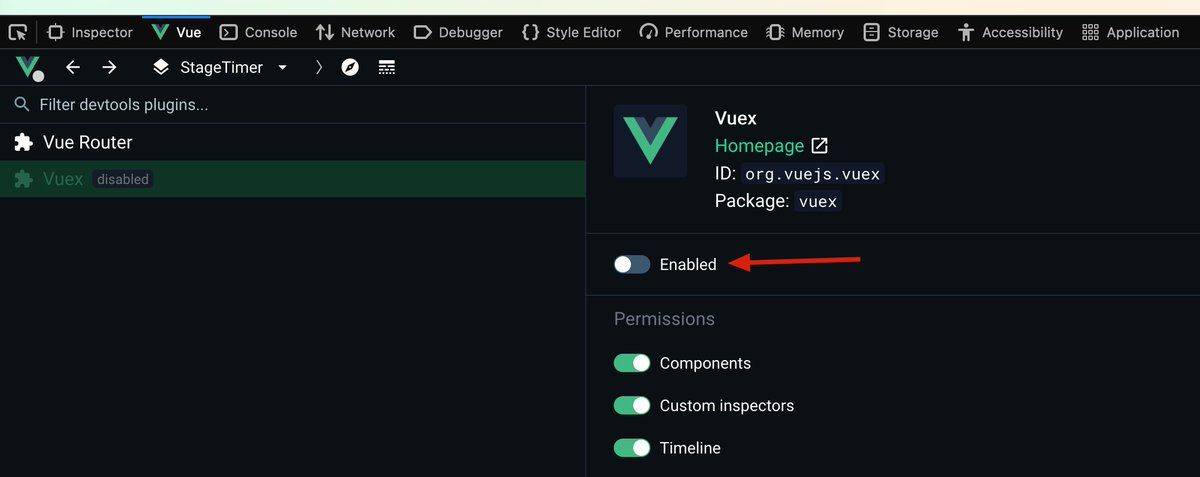 Inspector Vue Console Network Debugger Style Editor Performance Memory Storage Accessibility Application
StageTimer
Filter devtools plugins...
Vue Router
Vuex disabled
Vuex
Homepage
ID: org.vuejs.vuex
Package: vuex
Enabled
Permissions
Components
Custom inspectors
Timeline